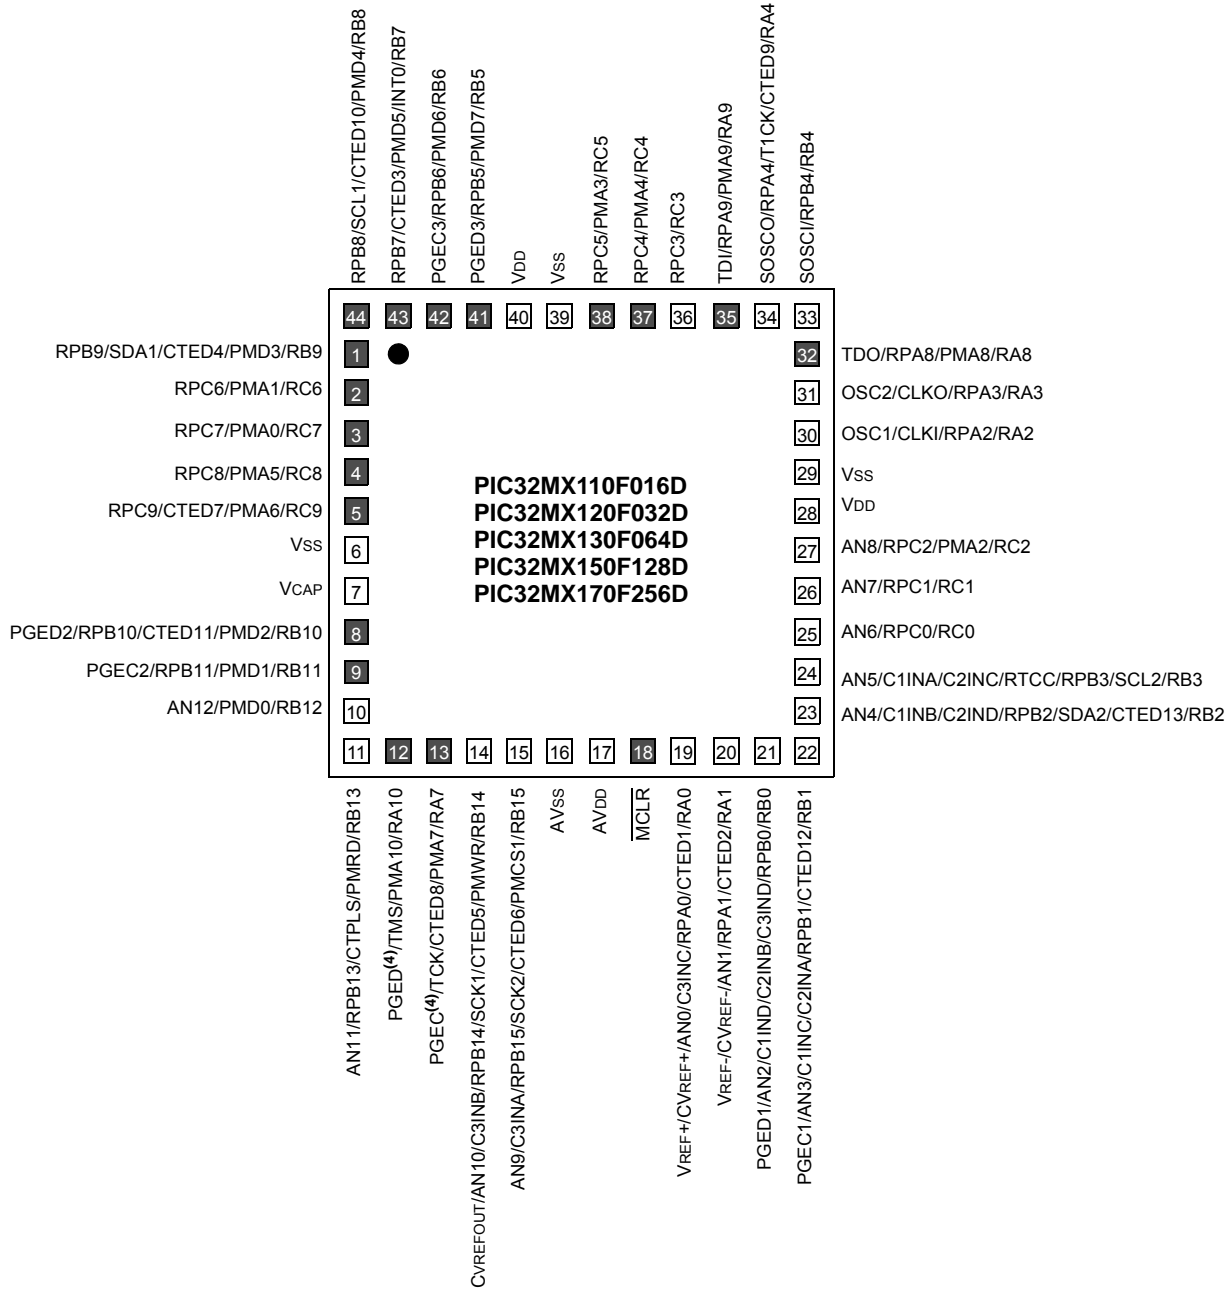 RPB8/SCL1/CTED10/PMD4/RB8
RPB7/CTED3/PMD5/INT0/RB7
PGEC3/RPB6/PMD6/RB6
PGED3/RPB5/PMD7/RB5
VDD
VSS
RPC5/PMA3/RC5
RPC4/PMA4/RC4
RPC3/RC3
TDI/RPA9/PMA9/RA9
SOSCO/RPA4/T1CK/CTED9/RA4
SOSCI/RPB4/RB4
44 43 42 41 40 39 38 37 36 35 34 33
RPB9/SDA1/CTED4/PMD3/RB9 1
RPC6/PMA1/RC6 2
RPC7/PMA0/RC7 3
RPC8/PMA5/RC8 4
RPC9/CTED7/PMA6/RC9 5
VSS 6
VCAP 7
PGED2/RPB10/CTED11/PMD2/RB10 8
PGEC2/RPB11/PMD1/RB11 9
AN12/PMD0/RB12 10
PIC32MX110F016D
PIC32MX120F032D
PIC32MX130F064D
PIC32MX150F128D
PIC32MX170F256D
32 TDO/RPA8/PMA8/RA8
31 OSC2/CLKO/RPA3/RA3
30 OSC1/CLKI/RPA2/RA2
29 VSS
28 VDD
27 AN8/RPC2/PMA2/RC2
26 AN7/RPC1/RC1
25 AN6/RPC0/RC0
24 AN5/C1INA/C2INC/RTCC/RPB3/SCL2/RB3
23 AN4/C1INB/C2IND/RPB2/SDA2/CTED13/RB2
11 12 13 14 15 16 17 18 19 20 21 22
AN11/RPB13/CTPLS/PMRD/RB13
PGED(4)/TMS/PMA10/RA10
PGEC(4)/TCK/CTED8/PMA7/RA7
CVREFOUT/AN10/C3INB/RPB14/SCK1/CTED5/PMWR/RB14
AN9/C3INA/RPB15/SCK2/CTED6/PMCS1/RB15
AVSS
AVDD
MCLR
VREF+/CVREF+/AN0/C3INC/RPA0/CTED1/RA0
VREF-/CVREF-/AN1/RPA1/CTED2/RA1
PGED1/AN2/C1IND/C2INB/C3IND/RPB0/RB0
PGEC1/AN3/C1INC/C2INA/RPB1/CTED12/RB1